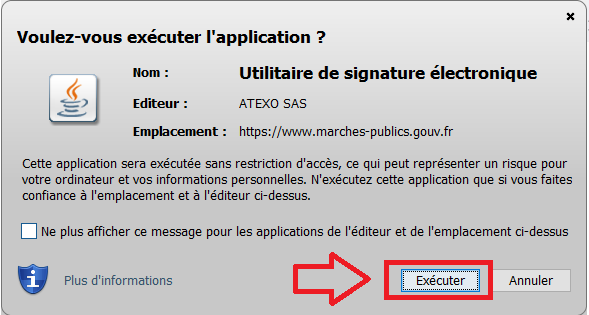 Voulez-vous exécuter l'application ?
Nom : Utilitaire de signature électronique
Editeur : ATEXO SAS
Emplacement : https://www.marches-publics.gouv.fr
Cette application sera exécutée sans restriction d'accès, ce qui peut représenter un risque pour
votre ordinateur et vos informations personnelles. N'exécutez cette application que si vous faites
confiance à l'emplacement et à l'éditeur ci-dessus.
Ne plus afficher ce message pour les applications de l'éditeur et de l'emplacement ci-dessus
Plus d'informations Exécuter Annuler